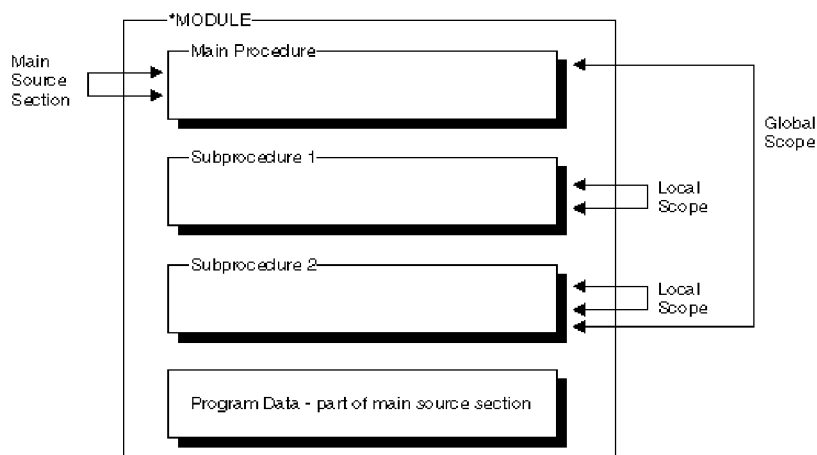 *MODULE
Main Procedure
Main
Source
Section
Global
Scope
Subprocedure 1
Local
Scope
Subprocedure 2
Local
Scope
Program Data - part of main source section